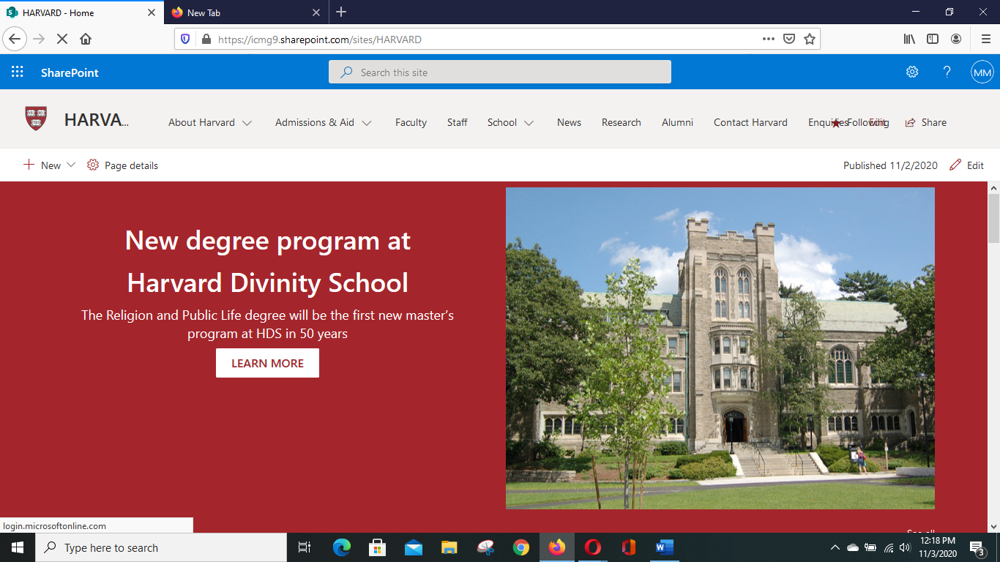 HARVARD - Home
New Tab
https://icmg9.sharepoint.com/sites/HARVARD
SharePoint
Search this site
MM
HARVA...
About Harvard
Admissions & Aid
Faculty
Staff
School
News
Research
Alumni
Contact Harvard
Enquiries
Following
Edit
Share
New
Page details
Published 11/2/2020
Edit
New degree program at
Harvard Divinity School
The Religion and Public Life degree will be the first new master’s
program at HDS in 50 years
LEARN MORE
See all
login.microsoftonline.com
Type here to search
12:18 PM
11/3/2020
3